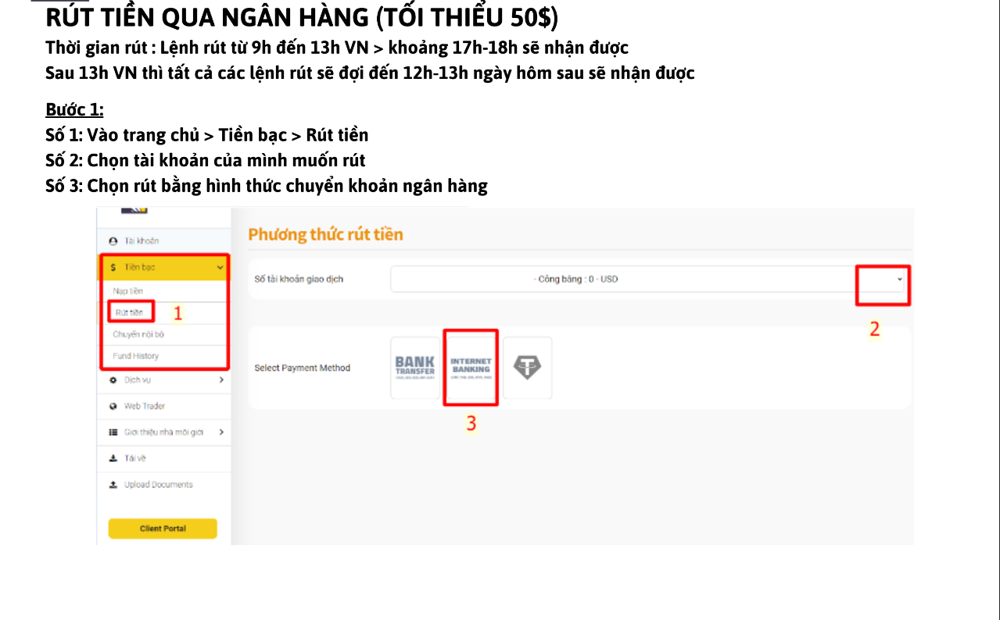 RÚT TIỀN QUA NGÂN HÀNG (TỐI THIỂU 50$)
Thời gian rút : Lệnh rút từ 9h đến 13h VN > khoảng 17h-18h sẽ nhận được
Sau 13h VN thì tất cả các lệnh rút sẽ đợi đến 12h-13h ngày hôm sau sẽ nhận được
Bước 1:
Số 1: Vào trang chủ > Tiền bạc > Rút tiền
Số 2: Chọn tài khoản của mình muốn rút
Số 3: Chọn rút bằng hình thức chuyển khoản ngân hàng
Tài khoản
$ Tiền bạc
Nạp tiền
Rút tiền
1
Chuyển nội bộ
Fund History
Dịch vụ
Web Trader
Giới thiệu nhà môi giới
Tải về
Upload Documents
Client Portal
Phương thức rút tiền
Số tài khoản giao dịch
- Công bằng : 0 - USD
2
Select Payment Method
BANK
TRANSFER
INTERNET
BANKING
3